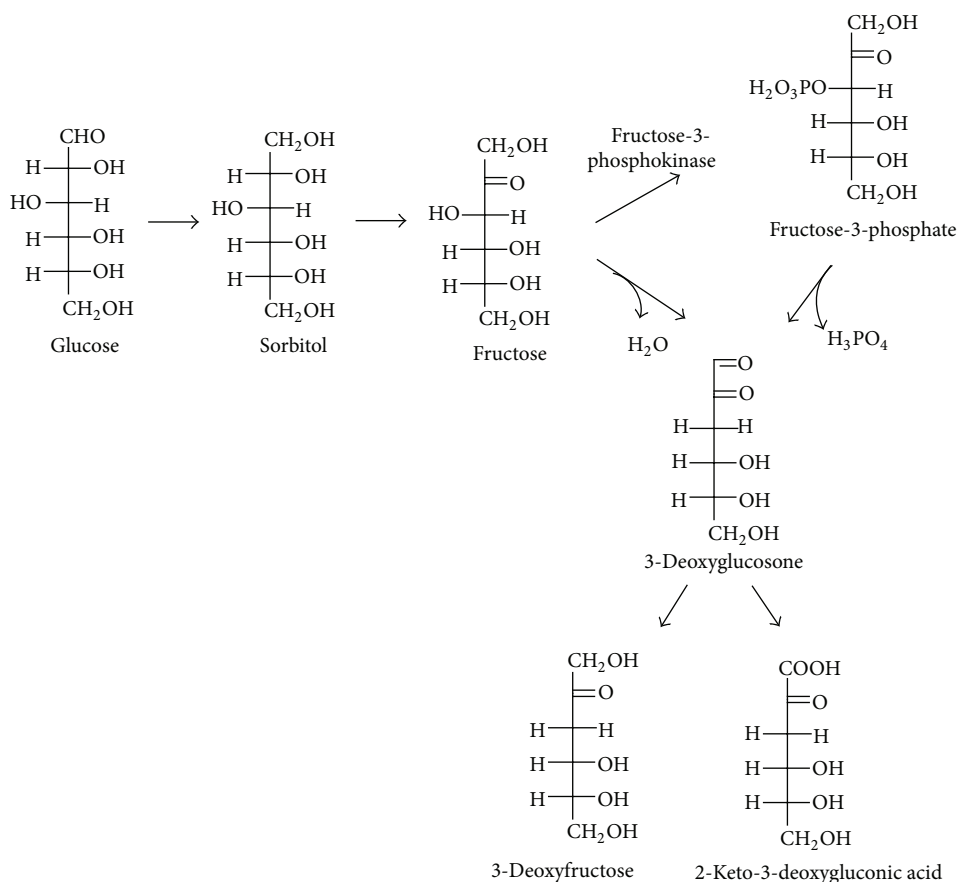 CHO
H OH
HO H
H OH
H OH
CH₂OH
Glucose
CH₂OH
H OH
HO H
H OH
H OH
CH₂OH
Sorbitol
CH₂OH
O
HO H
H OH
H OH
CH₂OH
Fructose
Fructose-3-
phosphokinase
CH₂OH
O
H₂O₃PO H
H OH
H OH
CH₂OH
Fructose-3-phosphate
H₂O
H₃PO₄
O
O
H H
H OH
H OH
CH₂OH
3-Deoxyglucosone
CH₂OH
O
H H
H OH
H OH
CH₂OH
3-Deoxyfructose
COOH
O
H H
H OH
H OH
CH₂OH
2-Keto-3-deoxygluconic acid